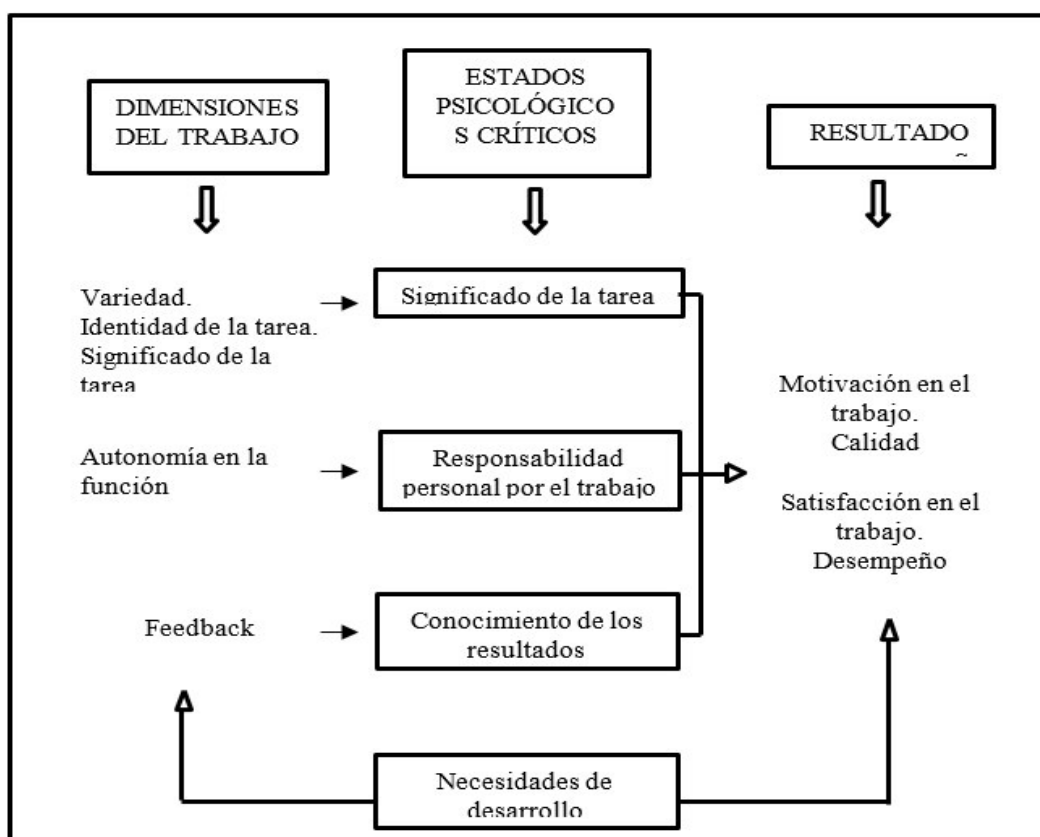 DIMENSIONES
DEL TRABAJO
ESTADOS
PSICOLÓGICO
S CRÍTICOS
RESULTADO
Variedad.
Identidad de la tarea.
Significado de la
tarea
Significado de la tarea
Autonomía en la
función
Responsabilidad
personal por el trabajo
Feedback
Conocimiento de los
resultados
Motivación en el
trabajo.
Calidad
Satisfacción en el
trabajo.
Desempeño
Necesidades de
desarrollo